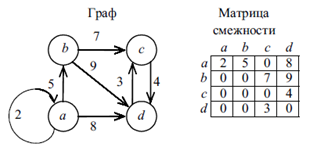 Граф
Матрица
смежности
a b c d
a 2 5 0 8
b 0 0 7 9
c 0 0 0 4
d 0 0 3 0
b 7 c
9
5 3 4
2 a 8 d